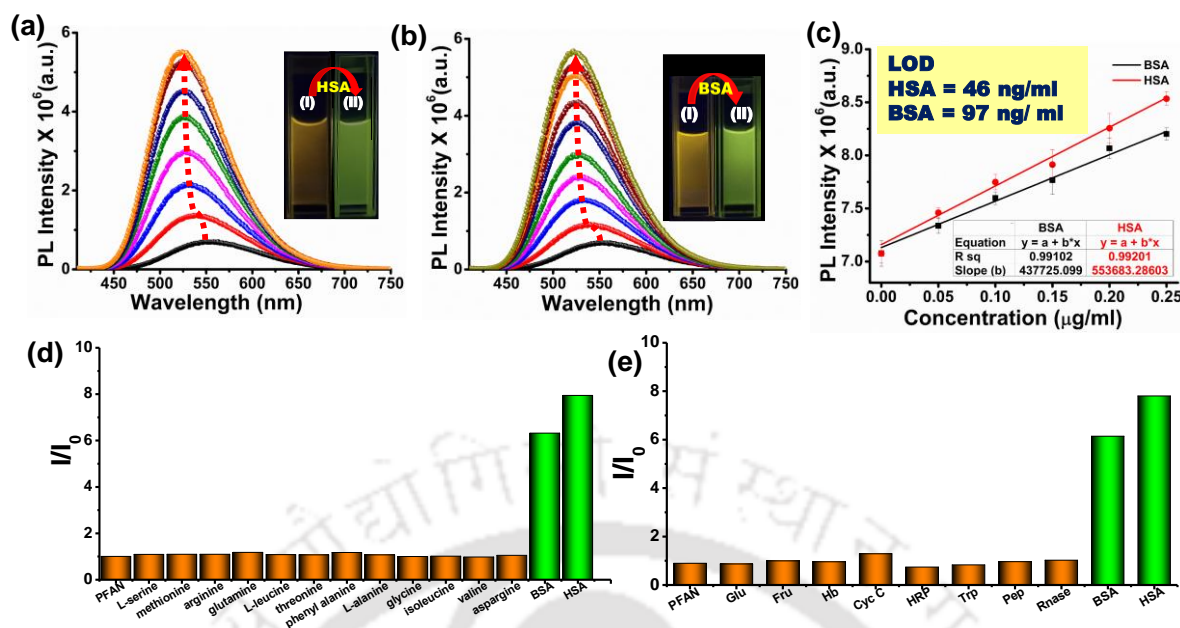 (a)
PL Intensity X 10⁶(a.u.)
6
4
2
0
450 500 550 600 650 700 750
Wavelength (nm)
HSA
(I) (II)
(b)
PL Intensity X 10⁶(a.u.)
6
4
2
0
450 500 550 600 650 700 750
Wavelength (nm)
BSA
(I) (II)
(c)
PL Intensity X 10⁶(a.u.)
9.0
8.5
8.0
7.5
7.0
0.00 0.05 0.10 0.15 0.20 0.25
Concentration (μg/ml)
LOD
HSA = 46 ng/ml
BSA = 97 ng/ ml
BSA
HSA
BSA HSA
Equation y = a + b*x y = a + b*x
R sq 0.99102 0.99201
Slope (b) 437725.099 553683.28603
(d)
I/I₀
10
8
6
4
2
0
PFAN L-serine methionine arginine glutamine L-leucine threonine phenyl alanine L-alanine glycine isoleucine valine aspargine BSA HSA
(e)
I/I₀
10
8
6
4
2
0
PFAN Glu Fru Hb Cyc C HRP Trp Pep Rnase BSA HSA